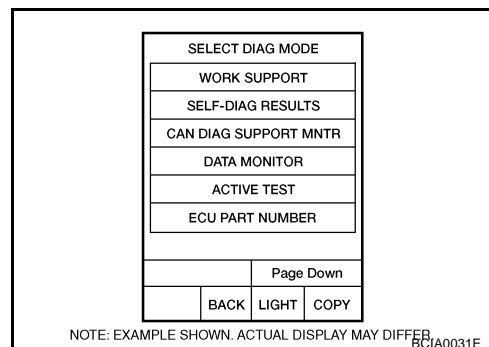 SELECT DIAG MODE
WORK SUPPORT
SELF-DIAG RESULTS
CAN DIAG SUPPORT MNTR
DATA MONITOR
ACTIVE TEST
ECU PART NUMBER
Page Down
BACK LIGHT COPY
NOTE: EXAMPLE SHOWN. ACTUAL DISPLAY MAY DIFFER.
BCIA0031E